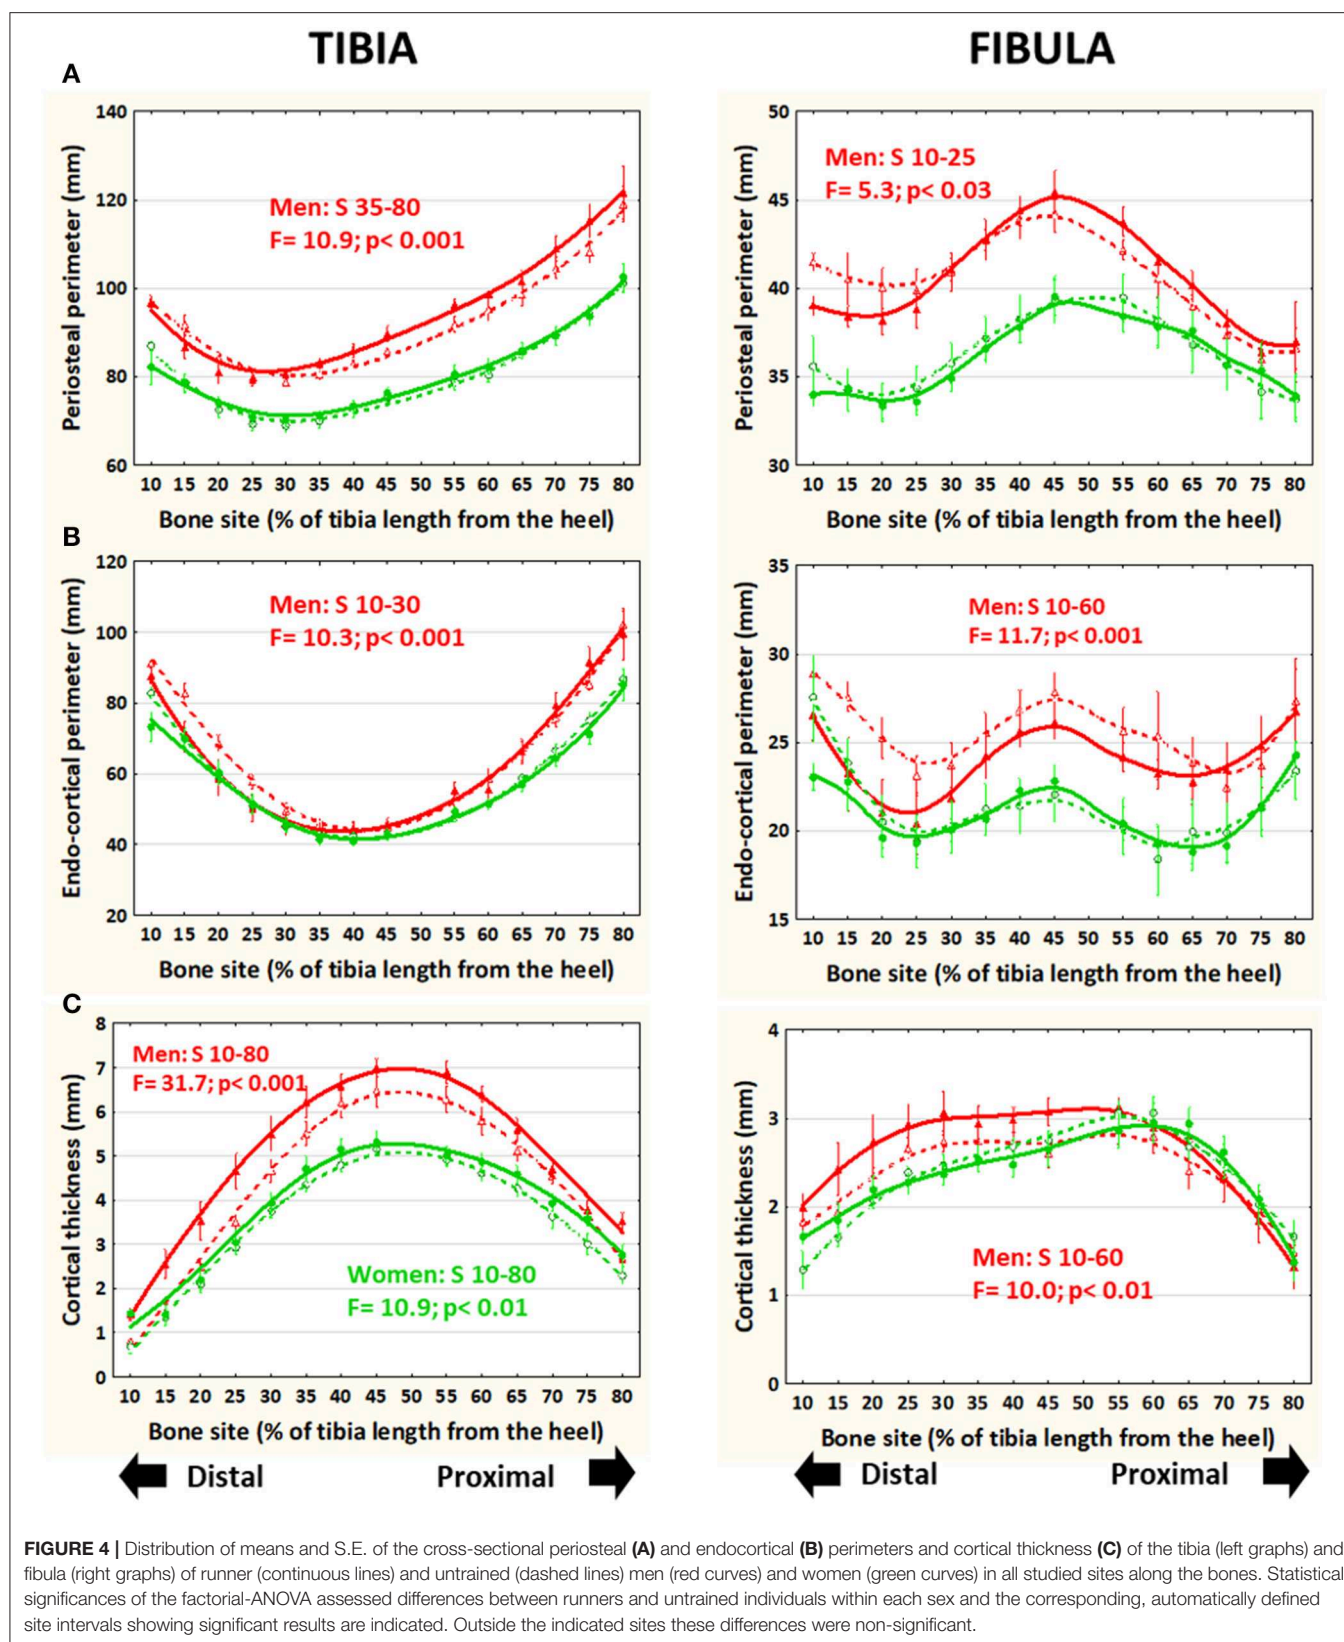 TIBIA
FIBULA
A
140
120
100
80
60
Periosteal perimeter (mm)
Men: S 35-80
F= 10.9; p< 0.001
10 15 20 25 30 35 40 45 55 60 65 70 75 80
Bone site (% of tibia length from the heel)
50
45
40
35
30
Periosteal perimeter (mm)
Men: S 10-25
F= 5.3; p< 0.03
10 15 20 25 35 40 45 55 60 65 70 75 80
Bone site (% of tibia length from the heel)
B
120
100
80
60
40
20
Endo-cortical perimeter (mm)
Men: S 10-30
F= 10.3; p< 0.001
10 15 20 25 30 35 40 45 55 60 65 70 75 80
Bone site (% of tibia length from the heel)
35
30
25
20
15
Endo-cortical perimeter (mm)
Men: S 10-60
F= 11.7; p< 0.001
10 15 20 25 30 35 40 45 55 60 65 70 75 80
Bone site (% of tibia length from the heel)
C
8
7
6
5
4
3
2
1
0
Cortical thickness (mm)
Men: S 10-80
F= 31.7; p< 0.001
Women: S 10-80
F= 10.9; p< 0.01
10 15 20 25 30 35 40 45 55 60 65 70 75 80
Bone site (% of tibia length from the heel)
Distal
Proximal
4
3
2
1
0
Cortical thickness (mm)
Men: S 10-60
F= 10.0; p< 0.01
10 15 20 25 30 35 40 45 55 60 65 70 75 80
Bone site (% of tibia length from the heel)
Distal
Proximal
FIGURE 4 | Distribution of means and S.E. of the cross-sectional periosteal (A) and endocortical (B) perimeters and cortical thickness (C) of the tibia (left graphs) and
fibula (right graphs) of runner (continuous lines) and untrained (dashed lines) men (red curves) and women (green curves) in all studied sites along the bones. Statistical
significances of the factorial-ANOVA assessed differences between runners and untrained individuals within each sex and the corresponding, automatically defined
site intervals showing significant results are indicated. Outside the indicated sites these differences were non-significant.